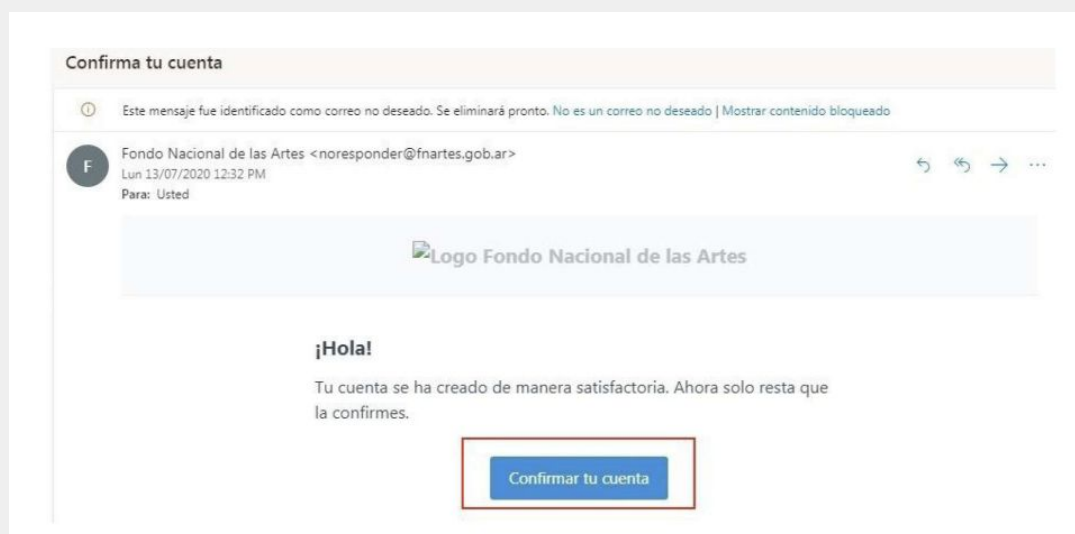 Confirma tu cuenta
Este mensaje fue identificado como correo no deseado. Se eliminará pronto. No es un correo no deseado | Mostrar contenido bloqueado
F
Fondo Nacional de las Artes <noresponder@fnartes.gob.ar>
Lun 13/07/2020 12:32 PM
Para: Usted
Logo Fondo Nacional de las Artes
¡Hola!
Tu cuenta se ha creado de manera satisfactoria. Ahora solo resta que
la confirmes.
Confirmar tu cuenta